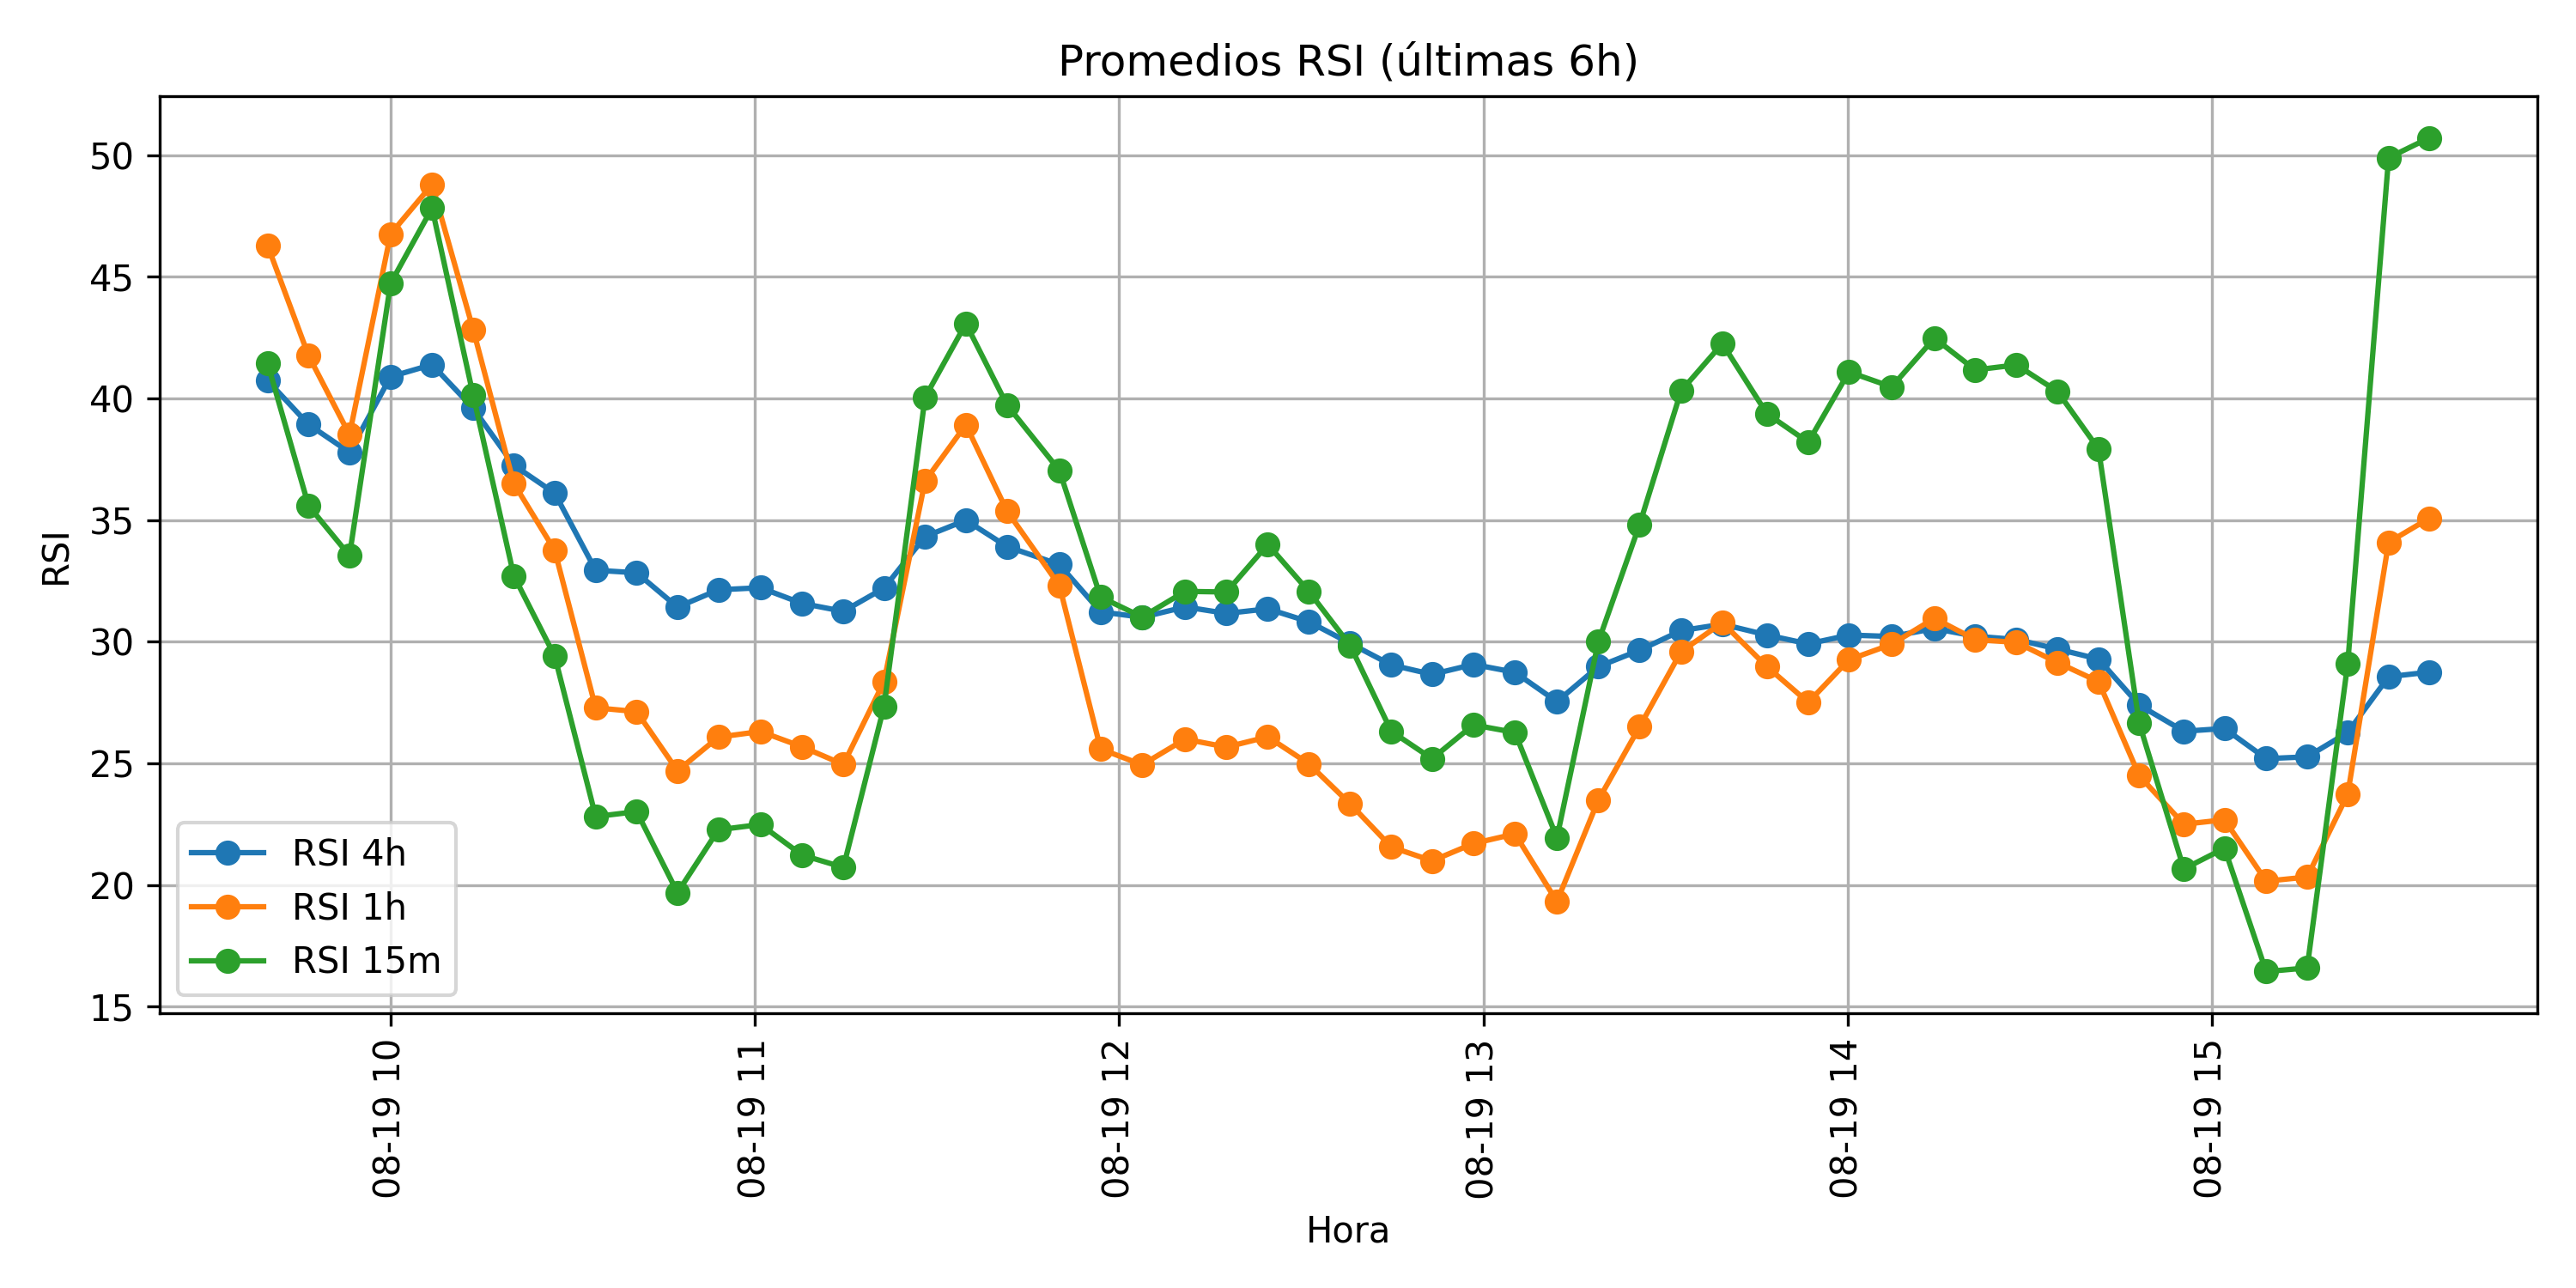 Promedios RSI (últimas 6h)
RSI
50
45
40
35
30
25
20
15
RSI 4h
RSI 1h
RSI 15m
08-19 10
08-19 11
08-19 12
08-19 13
08-19 14
08-19 15
Hora